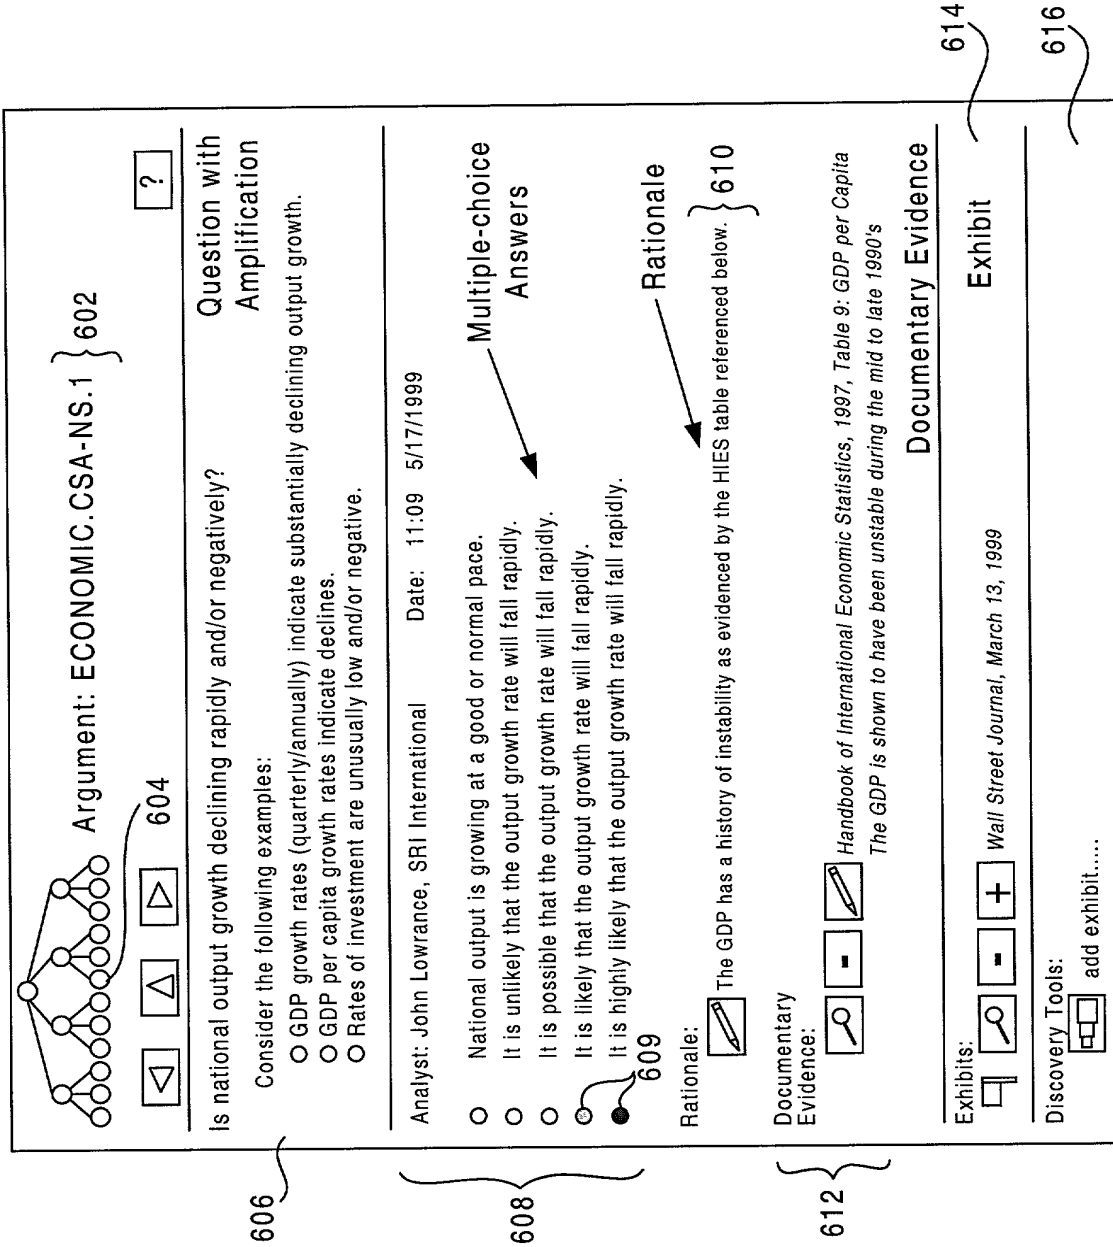 Argument: ECONOMIC.CSA-NS.1
602
604
?
Is national output growth declining rapidly and/or negatively?
Question with
Amplification
606
Consider the following examples:
GDP growth rates (quarterly/annually) indicate substantially declining output growth.
GDP per capita growth rates indicate declines.
Rates of investment are unusually low and/or negative.
Analyst: John Lowrance, SRI International Date: 11:09 5/17/1999
Multiple-choice
Answers
608
National output is growing at a good or normal pace.
It is unlikely that the output growth rate will fall rapidly.
It is possible that the output growth rate will fall rapidly.
It is likely that the output growth rate will fall rapidly.
It is highly likely that the output growth rate will fall rapidly.
609
Rationale
Rationale:
The GDP has a history of instability as evidenced by the HIES table referenced below.
610
Documentary
Evidence:
612
Handbook of International Economic Statistics, 1997, Table 9: GDP per Capita
The GDP is shown to have been unstable during the mid to late 1990's
Documentary Evidence
Exhibits:
- + Wall Street Journal, March 13, 1999
Exhibit
614
Discovery Tools:
add exhibit......
616